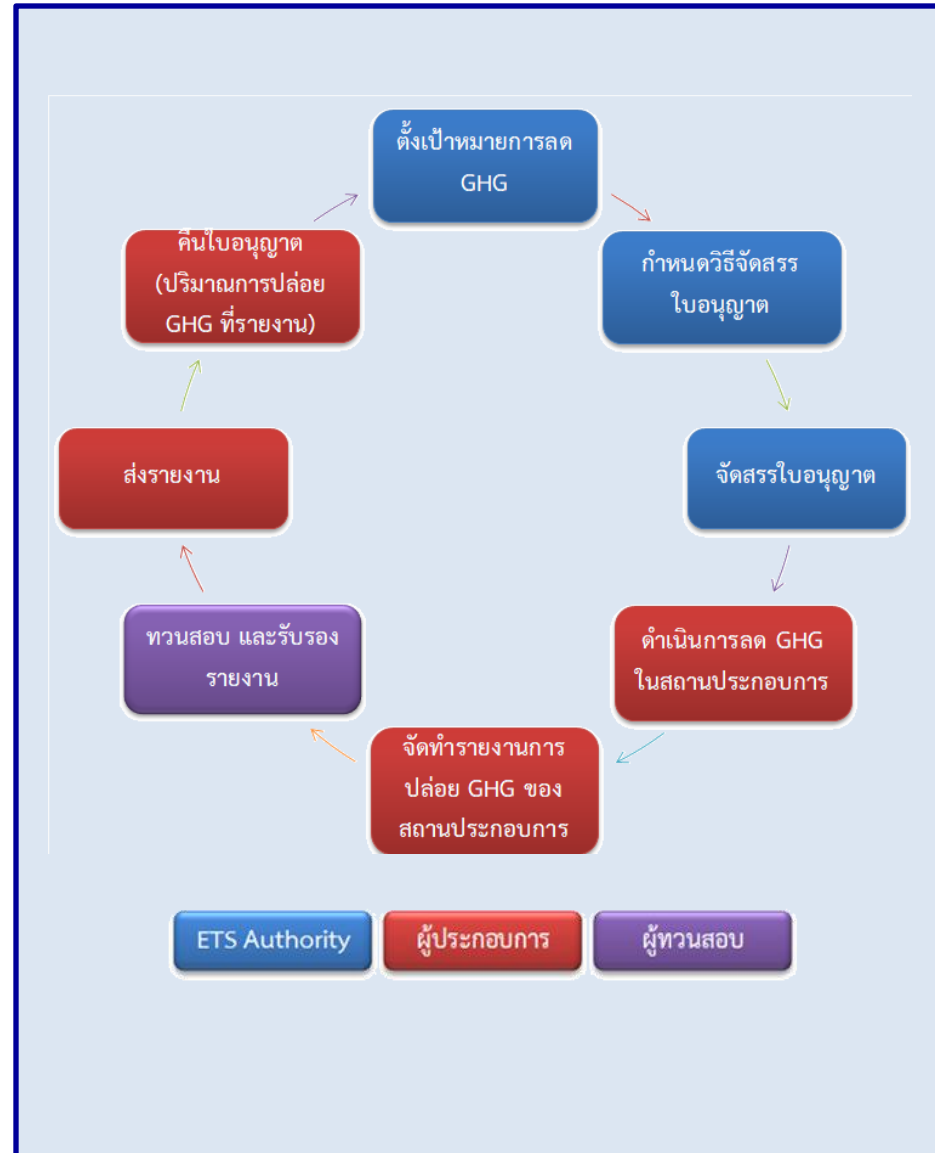 ตั้งเป้าหมายการลด
GHG
กำหนดวิธีจัดสรร
ใบอนุญาต
จัดสรรใบอนุญาต
ดำเนินการลด GHG
ในสถานประกอบการ
จัดทำรายงานการ
ปล่อย GHG ของ
สถานประกอบการ
ทวนสอบ และรับรอง
รายงาน
ส่งรายงาน
คืนใบอนุญาต
(ปริมาณการปล่อย
GHG ที่รายงาน)
ETS Authority
ผู้ประกอบการ
ผู้ทวนสอบ